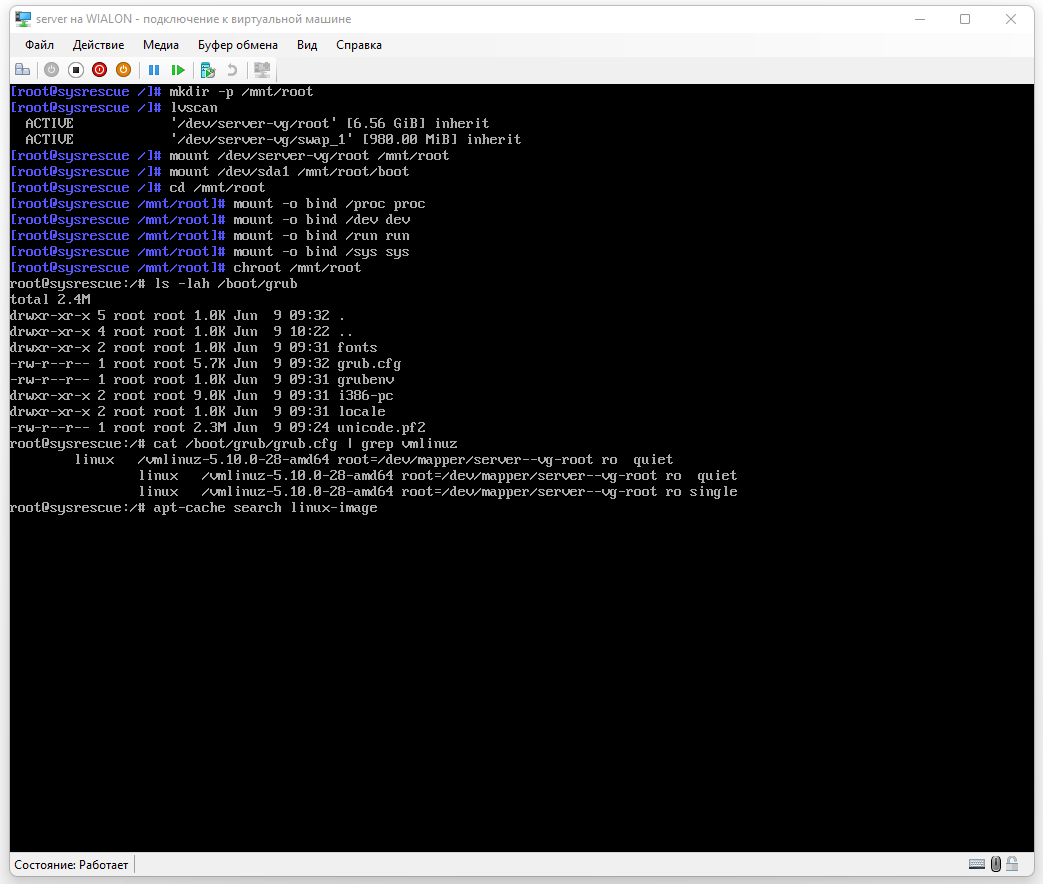 server на WIALON - подключение к виртуальной машине
Файл Действие Медиа Буфер обмена Вид Справка
[root@sysrescue /]# mkdir -p /mnt/root
[root@sysrescue /]# lvscan
  ACTIVE            '/dev/server-vg/root' [6.56 GiB] inherit
  ACTIVE            '/dev/server-vg/swap_1' [980.00 MiB] inherit
[root@sysrescue /]# mount /dev/server-vg/root /mnt/root
[root@sysrescue /]# mount /dev/sda1 /mnt/root/boot
[root@sysrescue /]# cd /mnt/root
[root@sysrescue /mnt/root]# mount -o bind /proc proc
[root@sysrescue /mnt/root]# mount -o bind /dev dev
[root@sysrescue /mnt/root]# mount -o bind /run run
[root@sysrescue /mnt/root]# mount -o bind /sys sys
[root@sysrescue /mnt/root]# chroot /mnt/root
root@sysrescue:/# ls -lah /boot/grub
total 2.4M
drwxr-xr-x 5 root root 1.0K Jun  9 09:32 .
drwxr-xr-x 4 root root 1.0K Jun  9 10:22 ..
drwxr-xr-x 2 root root 1.0K Jun  9 09:31 fonts
-rw-r--r-- 1 root root 5.7K Jun  9 09:32 grub.cfg
-rw-r--r-- 1 root root 1.0K Jun  9 09:31 grubenv
drwxr-xr-x 2 root root 9.0K Jun  9 09:31 i386-pc
drwxr-xr-x 2 root root 1.0K Jun  9 09:31 locale
-rw-r--r-- 1 root root 2.3M Jun  9 09:24 unicode.pf2
root@sysrescue:/# cat /boot/grub/grub.cfg | grep vmlinuz
        linux   /vmlinuz-5.10.0-28-amd64 root=/dev/mapper/server--vg-root ro  quiet
                linux   /vmlinuz-5.10.0-28-amd64 root=/dev/mapper/server--vg-root ro  quiet
                linux   /vmlinuz-5.10.0-28-amd64 root=/dev/mapper/server--vg-root ro single
root@sysrescue:/# apt-cache search linux-image
Состояние: Работает